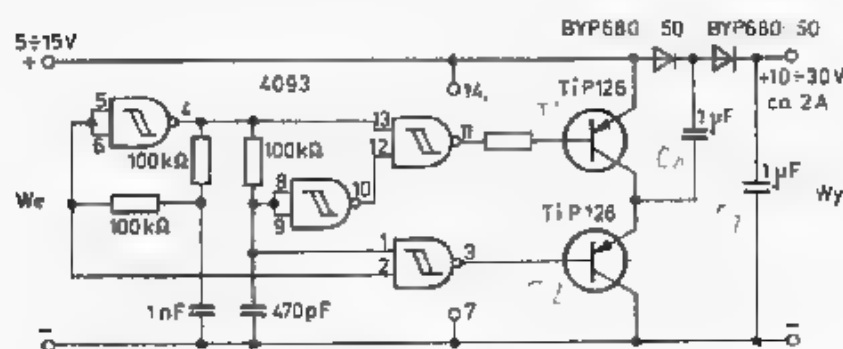 BYP680 50 BYP680 50
5÷15V
+
4093
14
TiP126
+10÷30V
ca 2A
5
6
4
13
12
11
1µF
100kΩ
100kΩ
8
9
10
We
100kΩ
TiP126
1µF
Wy
1
2
3
1nF
470pF
7
-
-